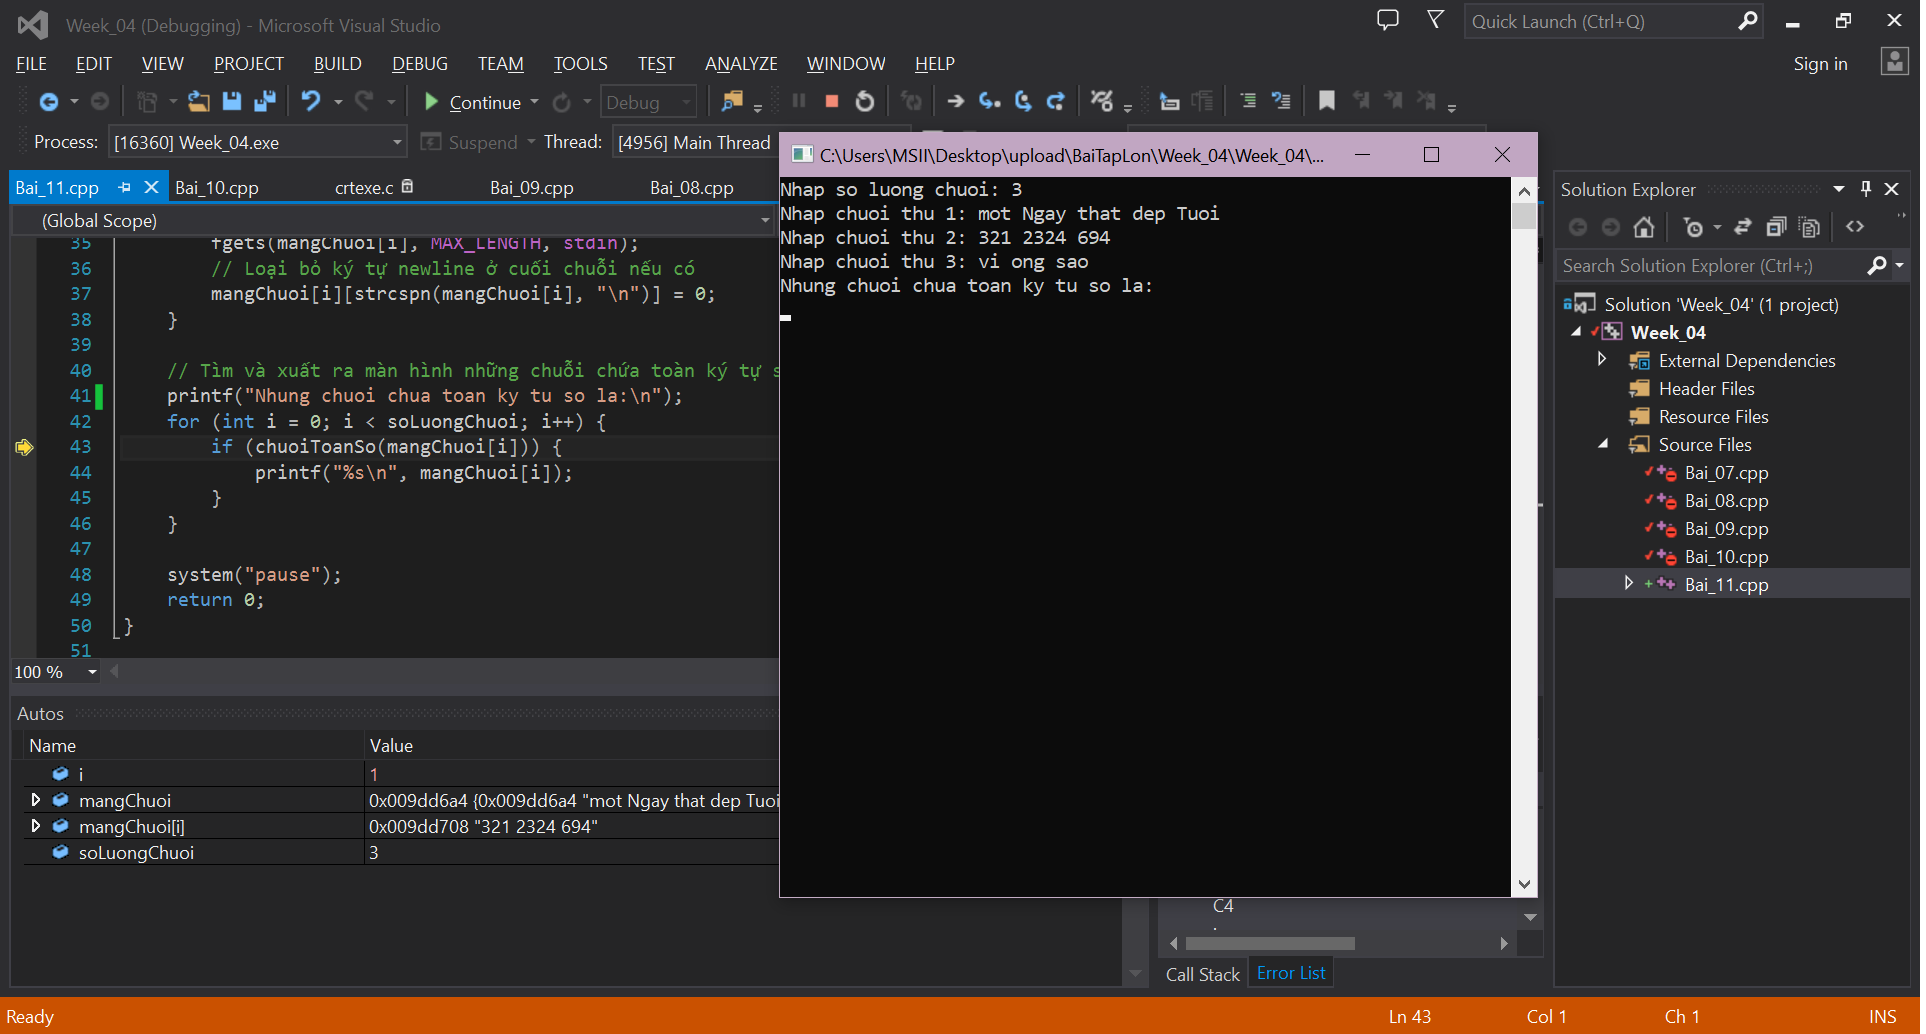 Week_04 (Debugging) - Microsoft Visual Studio
Quick Launch (Ctrl+Q)
FILE EDIT VIEW PROJECT BUILD DEBUG TEAM TOOLS TEST ANALYZE WINDOW HELP
Sign in
Continue
Debug
Process: [16360] Week_04.exe
Suspend
Thread: [4956] Main Thread
C:\Users\MSII\Desktop\upload\BaiTapLon\Week_04\Week_04\...
Nhap so luong chuoi: 3
Nhap chuoi thu 1: mot Ngay that dep Tuoi
Nhap chuoi thu 2: 321 2324 694
Nhap chuoi thu 3: vi ong sao
Nhung chuoi chua toan ky tu so la:
Bai_11.cpp Bai_10.cpp crtexe.c Bai_09.cpp Bai_08.cpp
(Global Scope)
35 fgets(mangChuoi[i], MAX_LENGTH, stdin);
36 // Loại bỏ ký tự newline ở cuối chuỗi nếu có
37 mangChuoi[i][strcspn(mangChuoi[i], "\n")] = 0;
38 }
39
40 // Tìm và xuất ra màn hình những chuỗi chứa toàn ký tự s
41 printf("Nhung chuoi chua toan ky tu so la:\n");
42 for (int i = 0; i < soLuongChuoi; i++) {
43 if (chuoiToanSo(mangChuoi[i])) {
44 printf("%s\n", mangChuoi[i]);
45 }
46 }
47
48 system("pause");
49 return 0;
50 }
51
100 %
Autos
Name Value
i 1
mangChuoi 0x009dd6a4 {0x009dd6a4 "mot Ngay that dep Tuoi
mangChuoi[i] 0x009dd708 "321 2324 694"
soLuongChuoi 3
C4
Call Stack Error List
Solution Explorer
Search Solution Explorer (Ctrl+;)
Solution 'Week_04' (1 project)
Week_04
External Dependencies
Header Files
Resource Files
Source Files
Bai_07.cpp
Bai_08.cpp
Bai_09.cpp
Bai_10.cpp
Bai_11.cpp
Ready
Ln 43 Col 1 Ch 1 INS